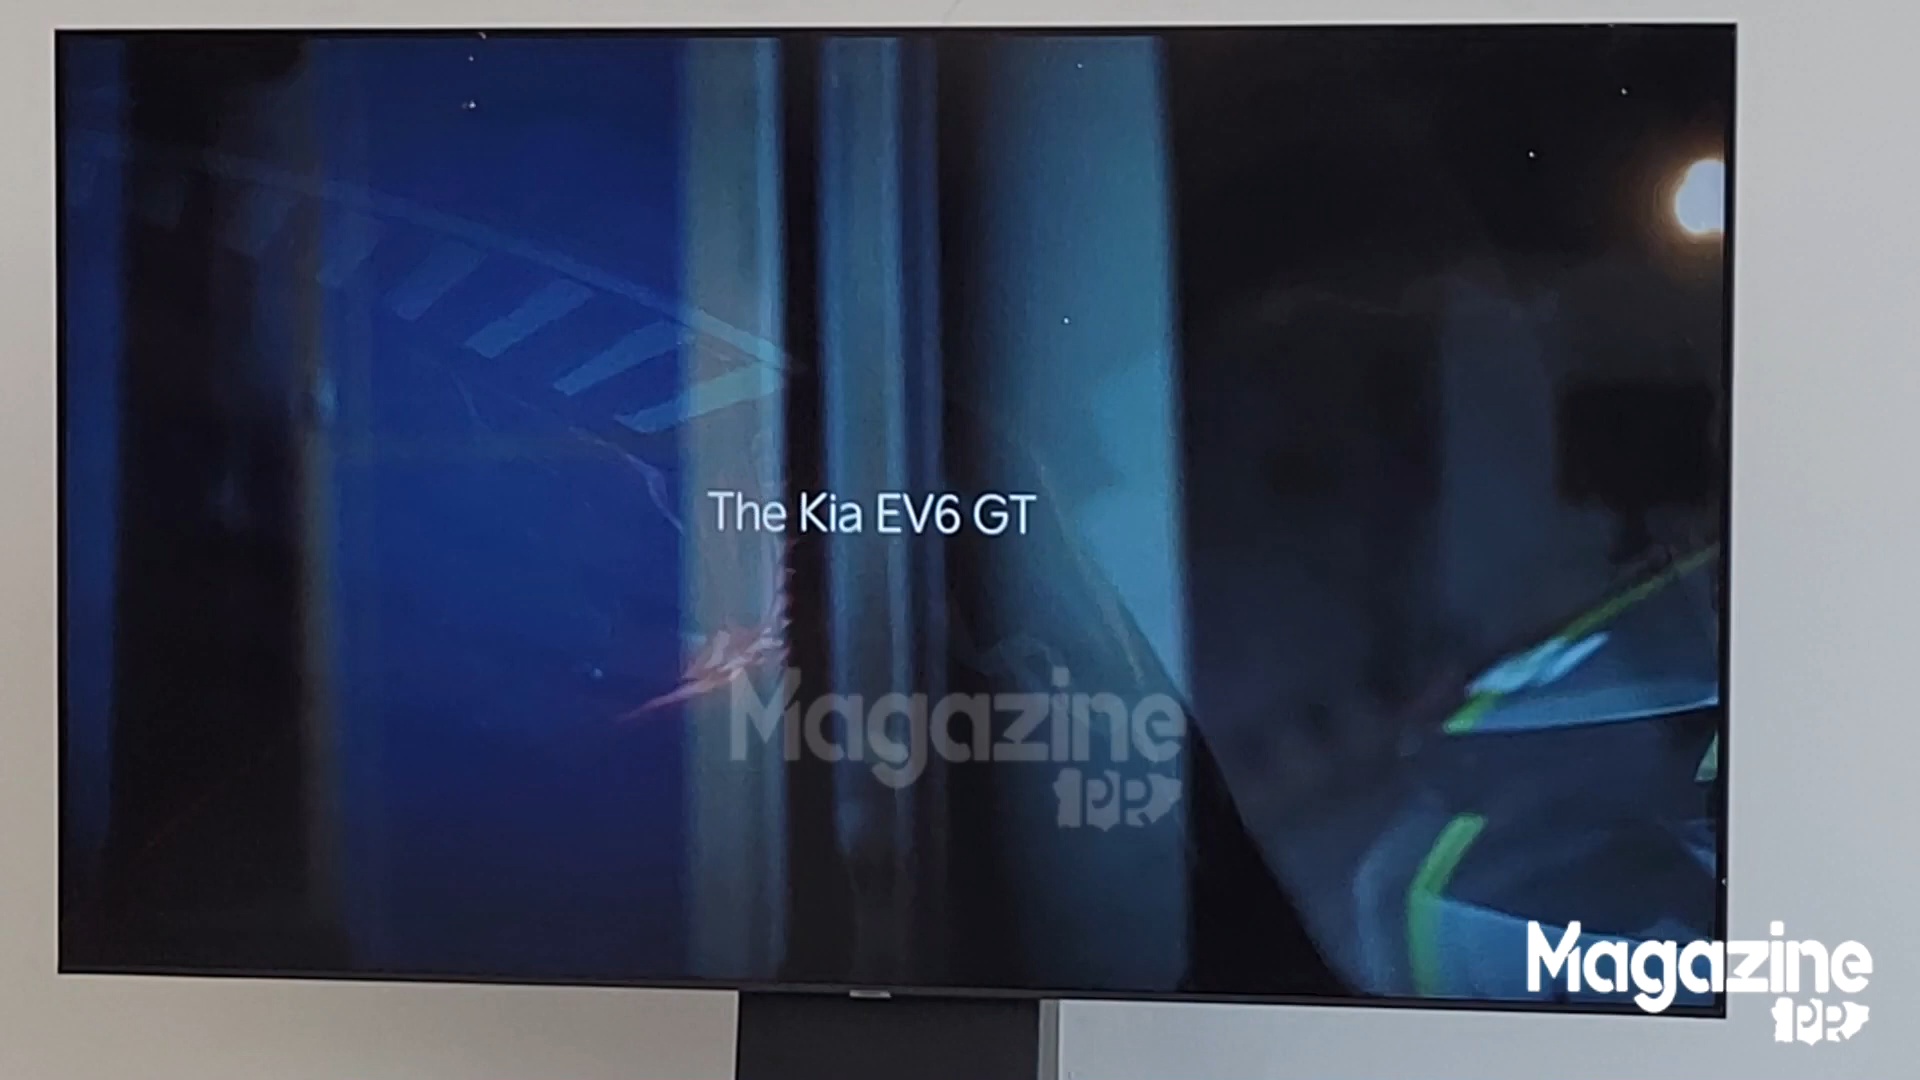 The Kia EV6 GT
Magazine
1PR
Magazine
1PR